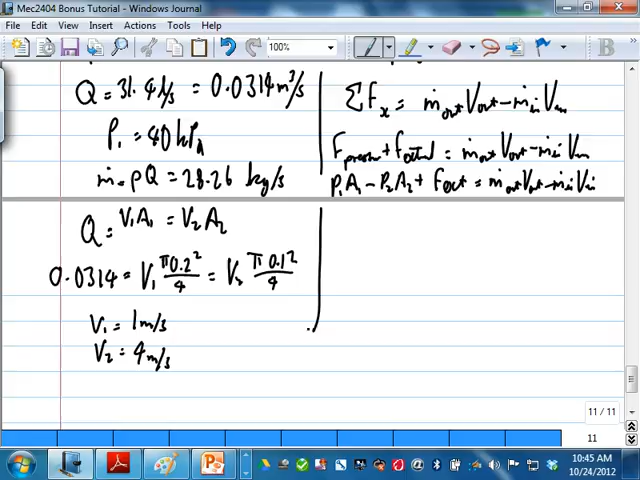 Mec2404 Bonus Tutorial - Windows Journal
File Edit View Insert Actions Tools Help
100%
B
Q = 31.4 l/s = 0.0314 m³/s
P₁ = 40 kPa
ṁ = ρQ = 28.26 kg/s
Q = V₁A₁ = V₂A₂
0.0314 = V₁ π0.2²/4 = V₂ π0.1²/4
V₁ = 1 m/s
V₂ = 4 m/s
ΣFₓ = ṁout Vout - ṁin Vin
Fpressure + Fexternal = ṁout Vout - ṁin Vin
P₁A₁ - P₂A₂ + Fext = ṁout Vout - ṁin Vin
11 / 11
11
10:45 AM
10/24/2012